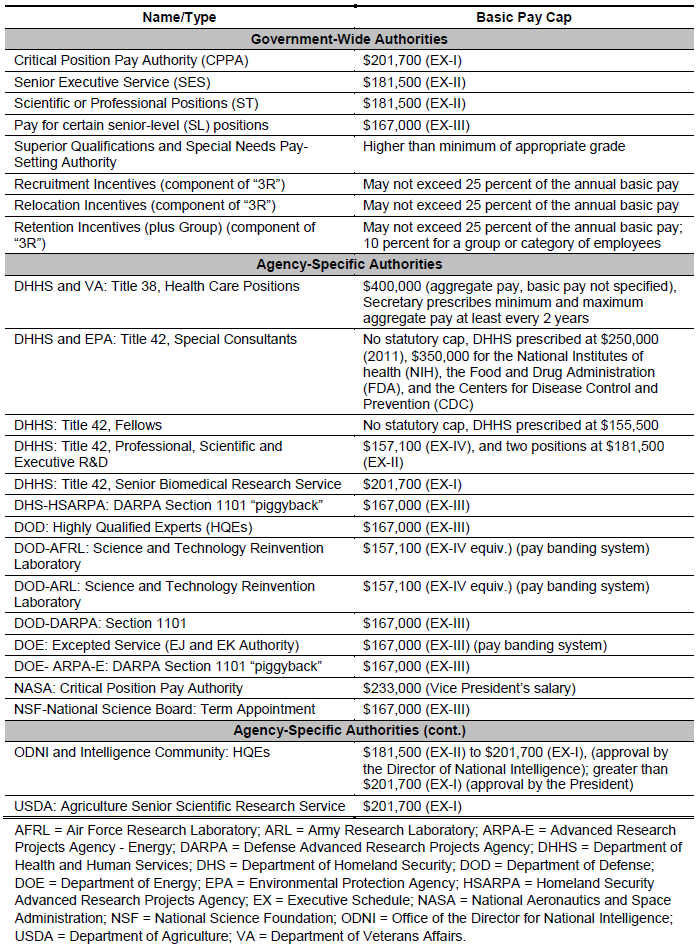 Name/Type Basic Pay Cap
Government-Wide Authorities
Critical Position Pay Authority (CPPA) $201,700 (EX-I)
Senior Executive Service (SES) $181,500 (EX-II)
Scientific or Professional Positions (ST) $181,500 (EX-II)
Pay for certain senior-level (SL) positions $167,000 (EX-III)
Superior Qualifications and Special Needs Pay- Higher than minimum of appropriate grade
Setting Authority
Recruitment Incentives (component of “3R”) May not exceed 25 percent of the annual basic pay
Relocation Incentives (component of “3R”) May not exceed 25 percent of the annual basic pay
Retention Incentives (plus Group) (component of May not exceed 25 percent of the annual basic pay;
“3R”) 10 percent for a group or category of employees
Agency-Specific Authorities
DHHS and VA: Title 38, Health Care Positions $400,000 (aggregate pay, basic pay not specified),
Secretary prescribes minimum and maximum
aggregate pay at least every 2 years
DHHS and EPA: Title 42, Special Consultants No statutory cap, DHHS prescribed at $250,000
(2011), $350,000 for the National Institutes of
health (NIH), the Food and Drug Administration
(FDA), and the Centers for Disease Control and
Prevention (CDC)
DHHS: Title 42, Fellows No statutory cap, DHHS prescribed at $155,500
DHHS: Title 42, Professional, Scientific and $157,100 (EX-IV), and two positions at $181,500
Executive R&D (EX-II)
DHHS: Title 42, Senior Biomedical Research Service $201,700 (EX-I)
DHS-HSARPA: DARPA Section 1101 “piggyback” $167,000 (EX-III)
DOD: Highly Qualified Experts (HQEs) $167,000 (EX-III)
DOD-AFRL: Science and Technology Reinvention $157,100 (EX-IV equiv.) (pay banding system)
Laboratory
DOD-ARL: Science and Technology Reinvention $157,100 (EX-IV equiv.) (pay banding system)
Laboratory
DOD-DARPA: Section 1101 $167,000 (EX-III)
DOE: Excepted Service (EJ and EK Authority) $167,000 (EX-III) (pay banding system)
DOE- ARPA-E: DARPA Section 1101 “piggyback” $167,000 (EX-III)
NASA: Critical Position Pay Authority $233,000 (Vice President’s salary)
NSF-National Science Board: Term Appointment $167,000 (EX-III)
Agency-Specific Authorities (cont.)
ODNI and Intelligence Community: HQEs $181,500 (EX-II) to $201,700 (EX-I), (approval by
the Director of National Intelligence); greater than
$201,700 (EX-I) (approval by the President)
USDA: Agriculture Senior Scientific Research Service $201,700 (EX-I)
AFRL = Air Force Research Laboratory; ARL = Army Research Laboratory; ARPA-E = Advanced Research
Projects Agency - Energy; DARPA = Defense Advanced Research Projects Agency; DHHS = Department of
Health and Human Services; DHS = Department of Homeland Security; DOD = Department of Defense;
DOE = Department of Energy; EPA = Environmental Protection Agency; HSARPA = Homeland Security
Advanced Research Projects Agency; EX = Executive Schedule; NASA = National Aeronautics and Space
Administration; NSF = National Science Foundation; ODNI = Office of the Director for National Intelligence;
USDA = Department of Agriculture; VA = Department of Veterans Affairs.